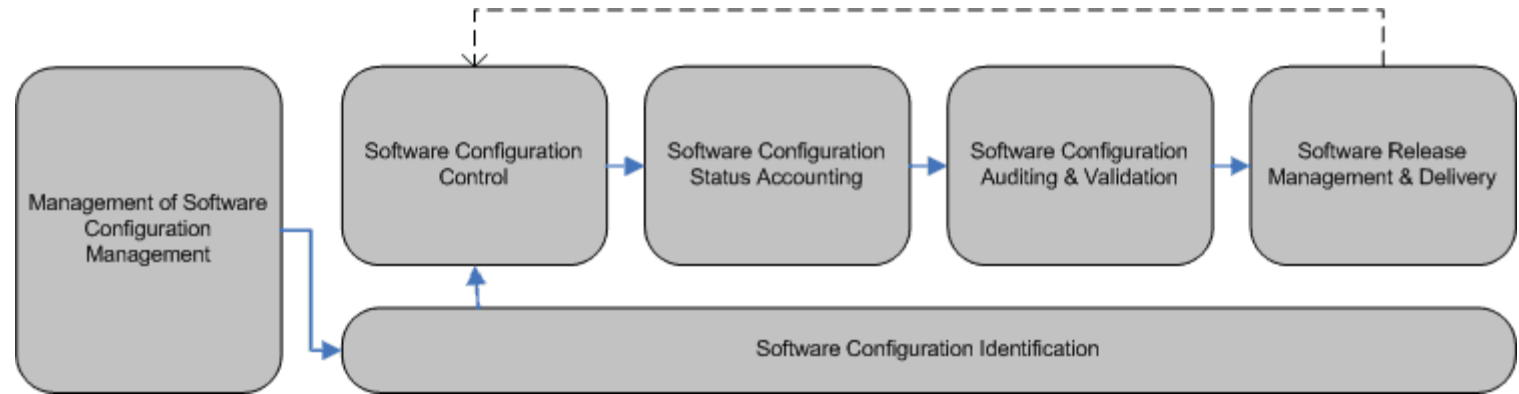 Management of Software
Configuration
Management
Software Configuration
Control
Software Configuration
Status Accounting
Software Configuration
Auditing & Validation
Software Release
Management & Delivery
Software Configuration Identification